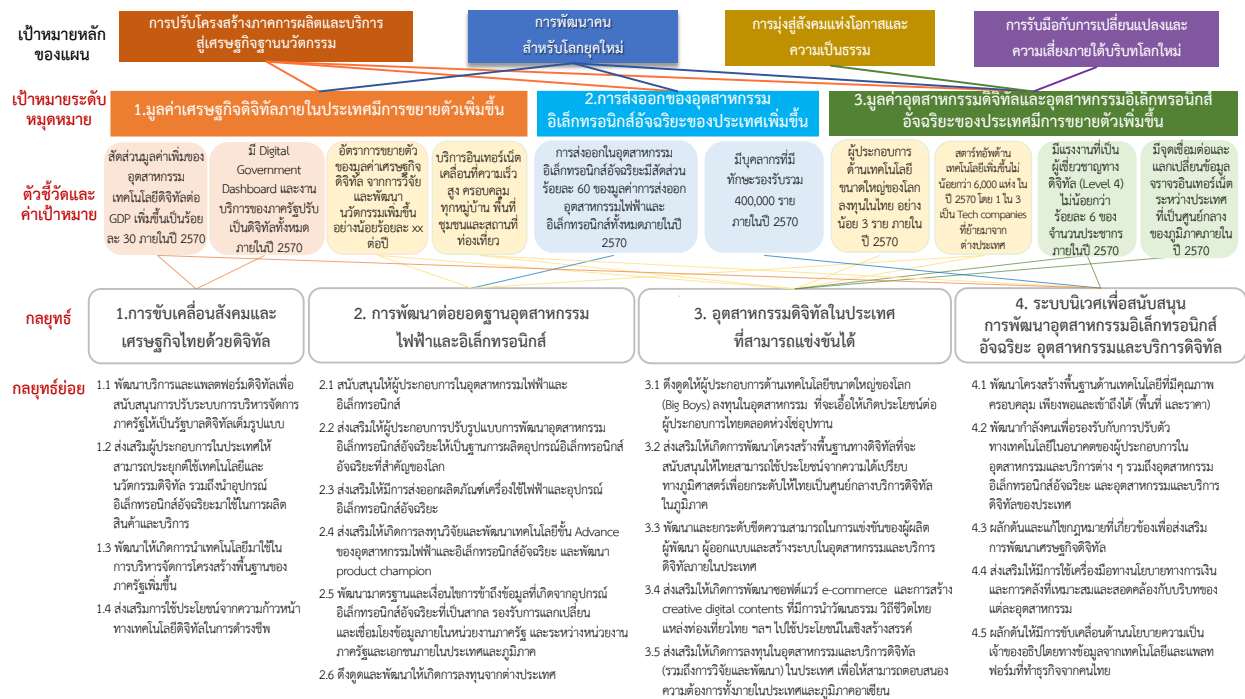 เป้าหมายหลัก
ของแผน
การปรับโครงสร้างภาคการผลิตและบริการ
สู่เศรษฐกิจฐานนวัตกรรม
การพัฒนาคน
สำหรับโลกยุคใหม่
การมุ่งสู่สังคมแห่งโอกาสและ
ความเป็นธรรม
การรับมือกับการเปลี่ยนแปลงและ
ความเสี่ยงภายใต้บริบทโลกใหม่
เป้าหมายระดับ
หมุดหมาย
1.มูลค่าเศรษฐกิจดิจิทัลภายในประเทศมีการขยายตัวเพิ่มขึ้น
2.การส่งออกของอุตสาหกรรม
อิเล็กทรอนิกส์อัจฉริยะของประเทศเพิ่มขึ้น
3.มูลค่าอุตสาหกรรมดิจิทัลและอุตสาหกรรมอิเล็กทรอนิกส์
อัจฉริยะของประเทศมีการขยายตัวเพิ่มขึ้น
ตัวชี้วัดและ
ค่าเป้าหมาย
สัดส่วนมูลค่าเพิ่มของ
อุตสาหกรรม
เทคโนโลยีดิจิทัลต่อ
GDP เพิ่มขึ้นเป็นร้อย
ละ 30 ภายในปี 2570
มี Digital
Government
Dashboard และงาน
บริการของภาครัฐปรับ
เป็นดิจิทัลทั้งหมด
ภายในปี 2570
อัตราการขยายตัว
ของมูลค่าเศรษฐกิจ
ดิจิทัล จากการวิจัย
และพัฒนา
นวัตกรรมเพิ่มขึ้น
อย่างน้อยร้อยละ xx
ต่อปี
บริการอินเทอร์เน็ต
เคลื่อนที่ความเร็ว
สูง ครอบคลุม
ทุกหมู่บ้าน พื้นที่
ชุมชนและสถานที่
ท่องเที่ยว
การส่งออกในอุตสาหกรรม
อิเล็กทรอนิกส์อัจฉริยะมีสัดส่วน
ร้อยละ 60 ของมูลค่าการส่งออก
อุตสาหกรรมไฟฟ้าและ
อิเล็กทรอนิกส์ทั้งหมดภายในปี
2570
มีบุคลากรที่มี
ทักษะรองรับรวม
400,000 ราย
ภายในปี 2570
ผู้ประกอบการ
ด้านเทคโนโลยี
ขนาดใหญ่ของโลก
ลงทุนในไทย อย่าง
น้อย 3 ราย ภายใน
ปี 2570
สตาร์ทอัพด้าน
เทคโนโลยีเพิ่มขึ้นไม่
น้อยกว่า 6,000 แห่ง ใน
ปี 2570 โดย 1 ใน 3
เป็น Tech companies
ที่ย้ายมาจาก
ต่างประเทศ
มีแรงงานที่เป็น
ผู้เชี่ยวชาญทาง
ดิจิทัล (Level 4)
ไม่น้อยกว่า
ร้อยละ 6 ของ
จำนวนประชากร
ภายในปี 2570
มีจุดเชื่อมต่อและ
แลกเปลี่ยนข้อมูล
จราจรอินเทอร์เน็ต
ระหว่างประเทศ
ที่เป็นศูนย์กลาง
ของภูมิภาคภายใน
ปี 2570
กลยุทธ์
1.การขับเคลื่อนสังคมและ
เศรษฐกิจไทยด้วยดิจิทัล
2. การพัฒนาต่อยอดฐานอุตสาหกรรม
ไฟฟ้าและอิเล็กทรอนิกส์
3. อุตสาหกรรมดิจิทัลในประเทศ
ที่สามารถแข่งขันได้
4. ระบบนิเวศเพื่อสนับสนุน
การพัฒนาอุตสาหกรรมอิเล็กทรอนิกส์
อัจฉริยะ อุตสาหกรรมและบริการดิจิทัล
กลยุทธ์ย่อย
1.1 พัฒนาบริการและแพลตฟอร์มดิจิทัลเพื่อ
สนับสนุนการปรับระบบการบริหารจัดการ
ภาครัฐให้เป็นรัฐบาลดิจิทัลเต็มรูปแบบ
1.2 ส่งเสริมผู้ประกอบการในประเทศให้
สามารถประยุกต์ใช้เทคโนโลยีและ
นวัตกรรมดิจิทัล รวมถึงนำอุปกรณ์
อิเล็กทรอนิกส์อัจฉริยะมาใช้ในการผลิต
สินค้าและบริการ
1.3 พัฒนาให้เกิดการนำเทคโนโลยีมาใช้ใน
การบริหารจัดการโครงสร้างพื้นฐานของ
ภาครัฐเพิ่มขึ้น
1.4 ส่งเสริมการใช้ประโยชน์จากความก้าวหน้า
ทางเทคโนโลยีดิจิทัลในการดำรงชีพ
2.1 สนับสนุนให้ผู้ประกอบการในอุตสาหกรรมไฟฟ้าและ
อิเล็กทรอนิกส์
2.2 ส่งเสริมให้ผู้ประกอบการปรับรูปแบบการพัฒนาอุตสาหกรรม
อิเล็กทรอนิกส์อัจฉริยะให้เป็นฐานการผลิตอุปกรณ์อิเล็กทรอนิกส์
อัจฉริยะที่สำคัญของโลก
2.3 ส่งเสริมให้มีการส่งออกผลิตภัณฑ์เครื่องใช้ไฟฟ้าและอุปกรณ์
อิเล็กทรอนิกส์อัจฉริยะ
2.4 ส่งเสริมให้เกิดการลงทุนวิจัยและพัฒนาเทคโนโลยีขั้น Advance
ของอุตสาหกรรมไฟฟ้าและอิเล็กทรอนิกส์อัจฉริยะ และพัฒนา
product champion
2.5 พัฒนามาตรฐานและเงื่อนไขการเข้าถึงข้อมูลที่เกิดจากอุปกรณ์
อิเล็กทรอนิกส์อัจฉริยะที่เป็นสากล รองรับการแลกเปลี่ยน
และเชื่อมโยงข้อมูลภายในหน่วยงานภาครัฐ และระหว่างหน่วยงาน
ภาครัฐและเอกชนภายในประเทศและภูมิภาค
2.6 ดึงดูดและพัฒนาให้เกิดการลงทุนจากต่างประเทศ
3.1 ดึงดูดให้ผู้ประกอบการด้านเทคโนโลยีขนาดใหญ่ของโลก
(Big Boys) ลงทุนในอุตสาหกรรม ที่จะเอื้อให้เกิดประโยชน์ต่อ
ผู้ประกอบการไทยตลอดห่วงโซ่อุปทาน
3.2 ส่งเสริมให้เกิดการพัฒนาโครงสร้างพื้นฐานทางดิจิทัลที่จะ
สนับสนุนให้ไทยสามารถใช้ประโยชน์จากความได้เปรียบ
ทางภูมิศาสตร์เพื่อยกระดับให้ไทยเป็นศูนย์กลางบริการดิจิทัล
ในภูมิภาค
3.3 พัฒนาและยกระดับขีดความสามารถในการแข่งขันของผู้ผลิต
ผู้พัฒนา ผู้ออกแบบและสร้างระบบในอุตสาหกรรมและบริการ
ดิจิทัลภายในประเทศ
3.4 ส่งเสริมให้เกิดการพัฒนาซอฟต์แวร์ e-commerce และการสร้าง
creative digital contents ที่มีการนำวัฒนธรรม วิถีชีวิตไทย
แหล่งท่องเที่ยวไทย ฯลฯ ไปใช้ประโยชน์ในเชิงสร้างสรรค์
3.5 ส่งเสริมให้เกิดการลงทุนในอุตสาหกรรมและบริการดิจิทัล
(รวมถึงการวิจัยและพัฒนา) ในประเทศ เพื่อให้สามารถตอบสนอง
ความต้องการทั้งภายในประเทศและภูมิภาคอาเซียน
4.1 พัฒนาโครงสร้างพื้นฐานด้านเทคโนโลยีที่มีคุณภาพ
ครอบคลุม เพียงพอและเข้าถึงได้ (พื้นที่ และราคา)
4.2 พัฒนากำลังคนเพื่อรองรับการปรับตัว
ทางเทคโนโลยีในอนาคตของผู้ประกอบการใน
อุตสาหกรรมและบริการต่าง ๆ รวมถึงอุตสาหกรรม
อิเล็กทรอนิกส์อัจฉริยะ และอุตสาหกรรมและบริการ
ดิจิทัลของประเทศ
4.3 ผลักดันและแก้ไขกฎหมายที่เกี่ยวข้องเพื่อส่งเสริม
การพัฒนาเศรษฐกิจดิจิทัล
4.4 ส่งเสริมให้มีการใช้เครื่องมือทางนโยบายทางการเงิน
และการคลังที่เหมาะสมและสอดคล้องกับบริบทของ
แต่ละอุตสาหกรรม
4.5 ผลักดันให้มีการขับเคลื่อนด้านนโยบายความเป็น
เจ้าของอธิปไตยทางข้อมูลจากเทคโนโลยีและแพลท
ฟอร์มที่ทำธุรกิจจากคนไทย